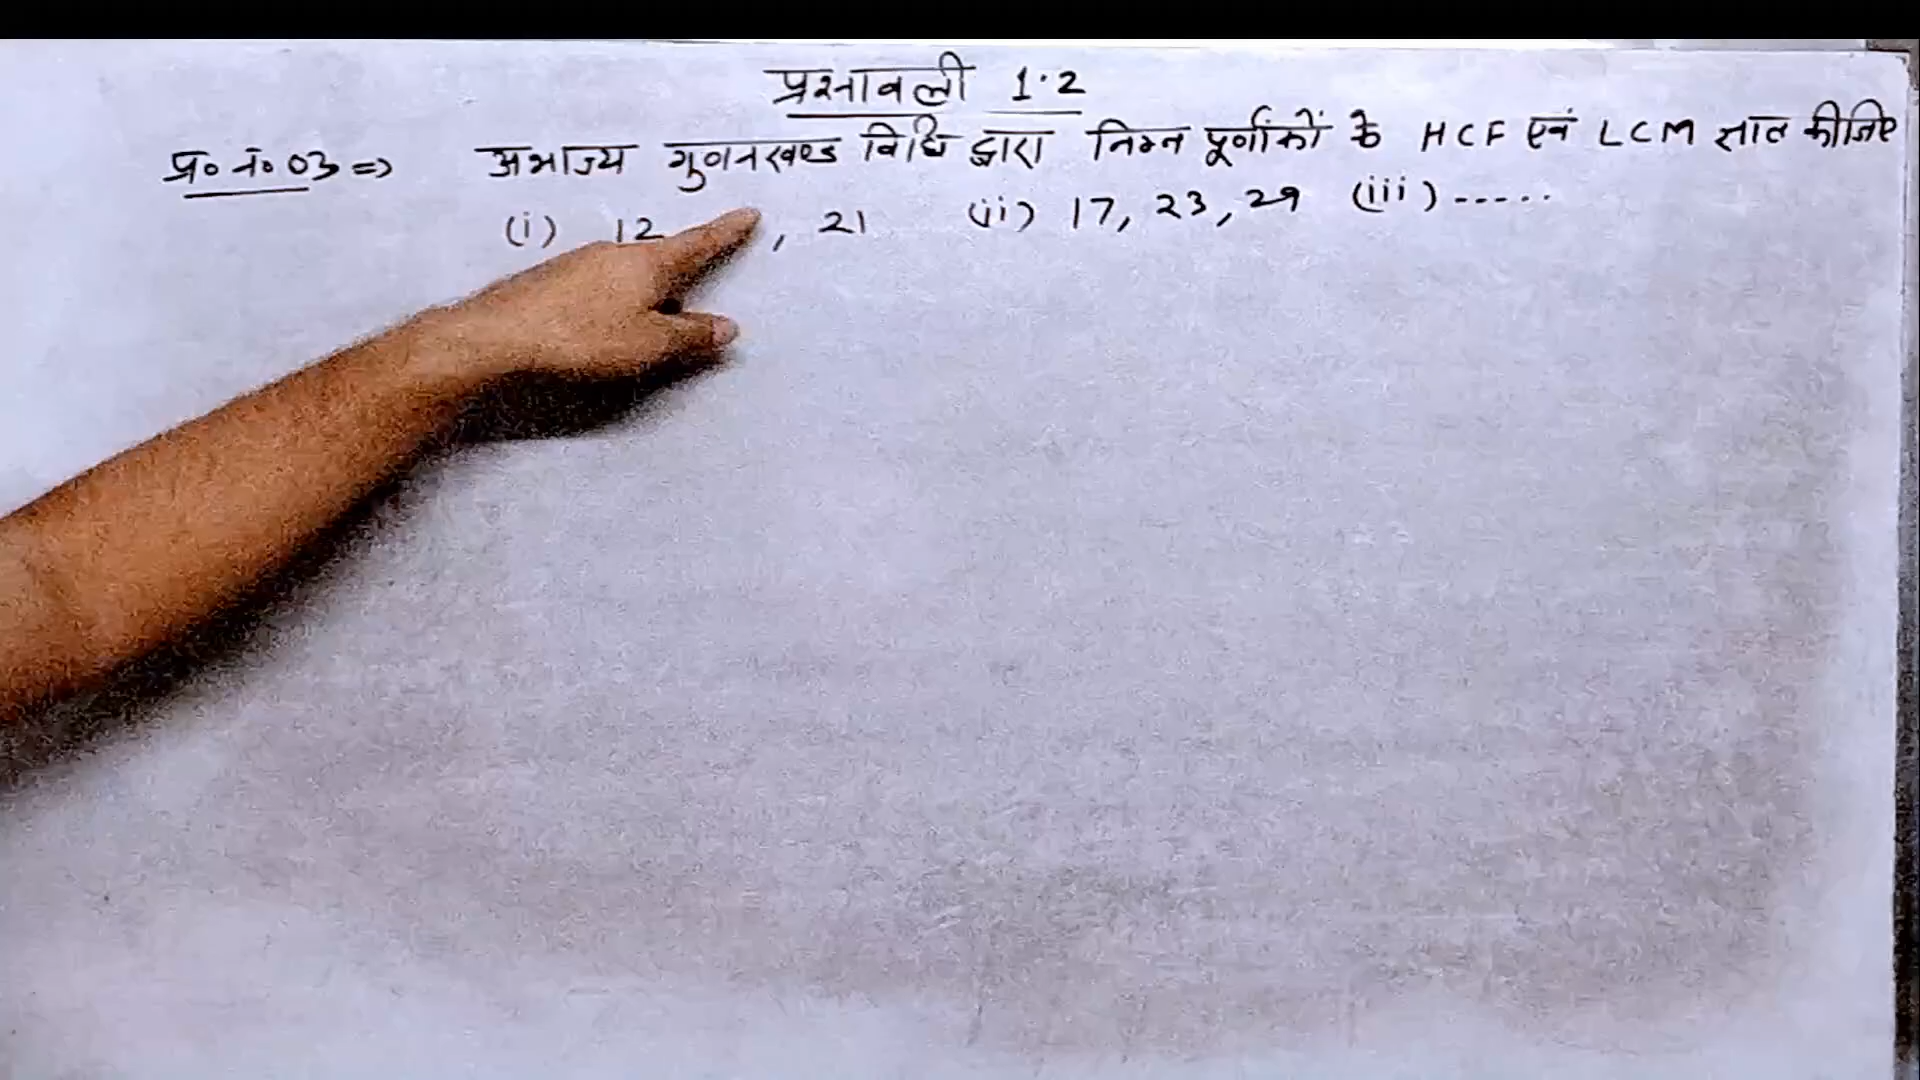 प्रश्नावली 1.2
प्र० नं० 03 ⇒ अभाज्य गुणनखण्ड विधि द्वारा निम्न पूर्णांकों के HCF एवं LCM ज्ञात कीजिए
(i) 12 , 21 (ii) 17, 23, 29 (iii) -----